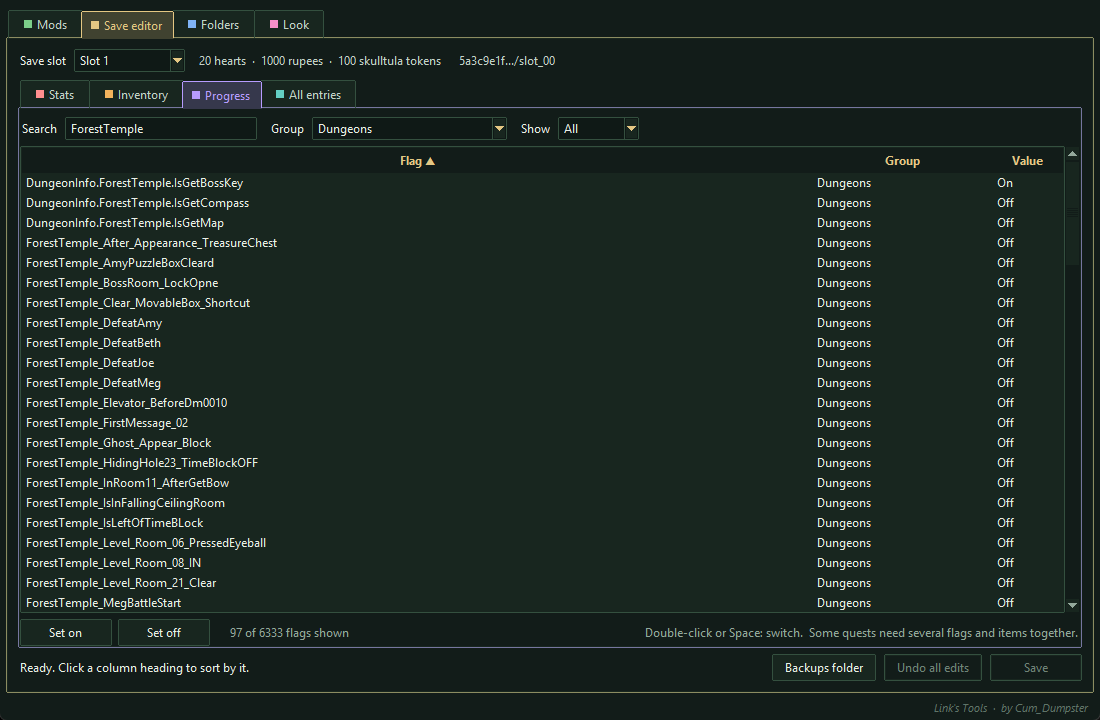 Mods Save editor Folders Look
Save slot Slot 1 20 hearts · 1000 rupees · 100 skulltula tokens 5a3c9e1f.../slot_00
Stats Inventory Progress All entries
Search ForestTemple Group Dungeons Show All
Flag ▲ Group Value
DungeonInfo.ForestTemple.IsGetBossKey Dungeons On
DungeonInfo.ForestTemple.IsGetCompass Dungeons Off
DungeonInfo.ForestTemple.IsGetMap Dungeons Off
ForestTemple_After_Appearance_TreasureChest Dungeons Off
ForestTemple_AmyPuzzleBoxCleard Dungeons Off
ForestTemple_BossRoom_LockOpne Dungeons Off
ForestTemple_Clear_MovableBox_Shortcut Dungeons Off
ForestTemple_DefeatAmy Dungeons Off
ForestTemple_DefeatBeth Dungeons Off
ForestTemple_DefeatJoe Dungeons Off
ForestTemple_DefeatMeg Dungeons Off
ForestTemple_Elevator_BeforeDm0010 Dungeons Off
ForestTemple_FirstMessage_02 Dungeons Off
ForestTemple_Ghost_Appear_Block Dungeons Off
ForestTemple_HidingHole23_TimeBlockOFF Dungeons Off
ForestTemple_InRoom11_AfterGetBow Dungeons Off
ForestTemple_IsInFallingCeilingRoom Dungeons Off
ForestTemple_IsLeftOfTimeBLock Dungeons Off
ForestTemple_Level_Room_06_PressedEyeball Dungeons Off
ForestTemple_Level_Room_08_IN Dungeons Off
ForestTemple_Level_Room_21_Clear Dungeons Off
ForestTemple_MegBattleStart Dungeons Off
Set on Set off 97 of 6333 flags shown Double-click or Space: switch. Some quests need several flags and items together.
Ready. Click a column heading to sort by it. Backups folder Undo all edits Save
Link's Tools · by Cum_Dumpster